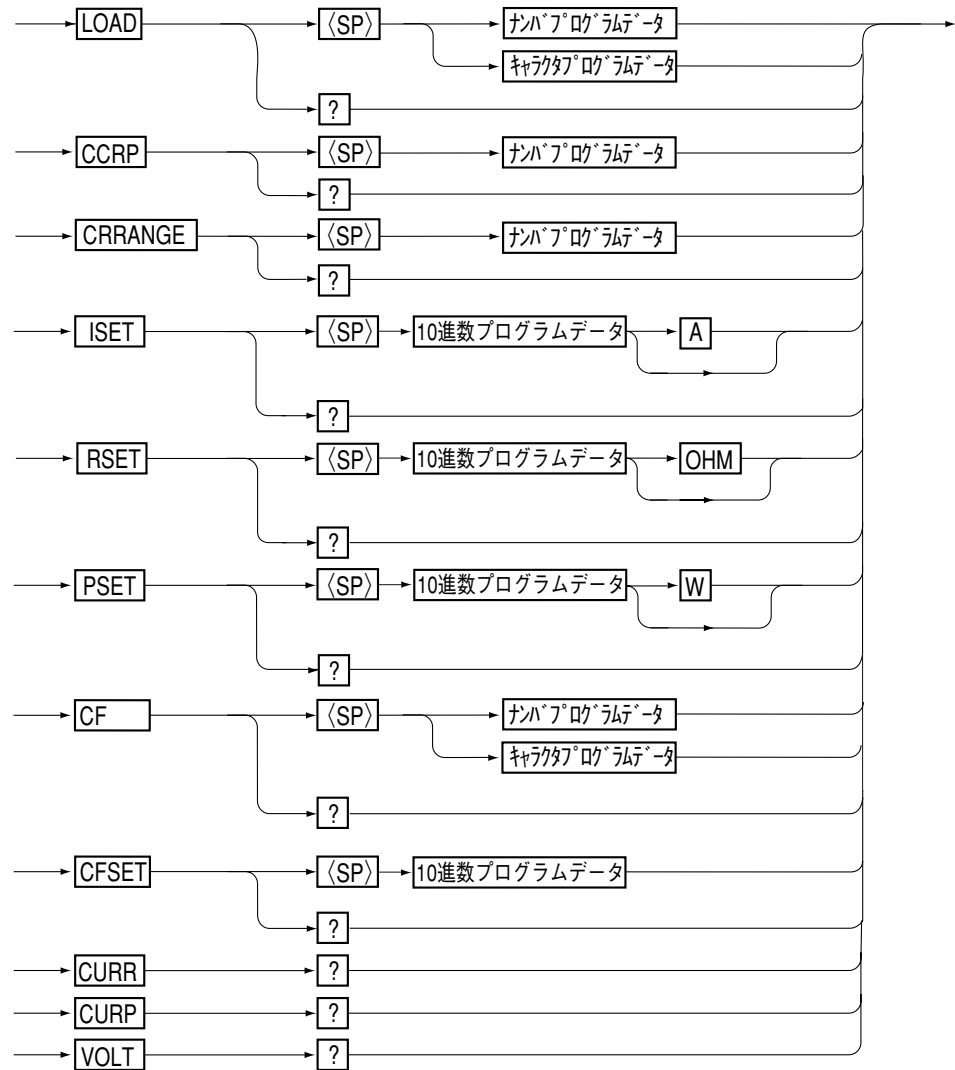 LOAD 〈SP〉 ﾅﾝﾊﾞﾌﾟﾛｸﾞﾗﾑﾃﾞｰﾀ
ｷｬﾗｸﾀﾌﾟﾛｸﾞﾗﾑﾃﾞｰﾀ
?
CCRP 〈SP〉 ﾅﾝﾊﾞﾌﾟﾛｸﾞﾗﾑﾃﾞｰﾀ
?
CRRANGE 〈SP〉 ﾅﾝﾊﾞﾌﾟﾛｸﾞﾗﾑﾃﾞｰﾀ
?
ISET 〈SP〉 10進数プログラムデータ A
?
RSET 〈SP〉 10進数プログラムデータ OHM
?
PSET 〈SP〉 10進数プログラムデータ W
?
CF 〈SP〉 ﾅﾝﾊﾞﾌﾟﾛｸﾞﾗﾑﾃﾞｰﾀ
ｷｬﾗｸﾀﾌﾟﾛｸﾞﾗﾑﾃﾞｰﾀ
?
CFSET 〈SP〉 10進数プログラムデータ
?
CURR ?
CURP ?
VOLT ?